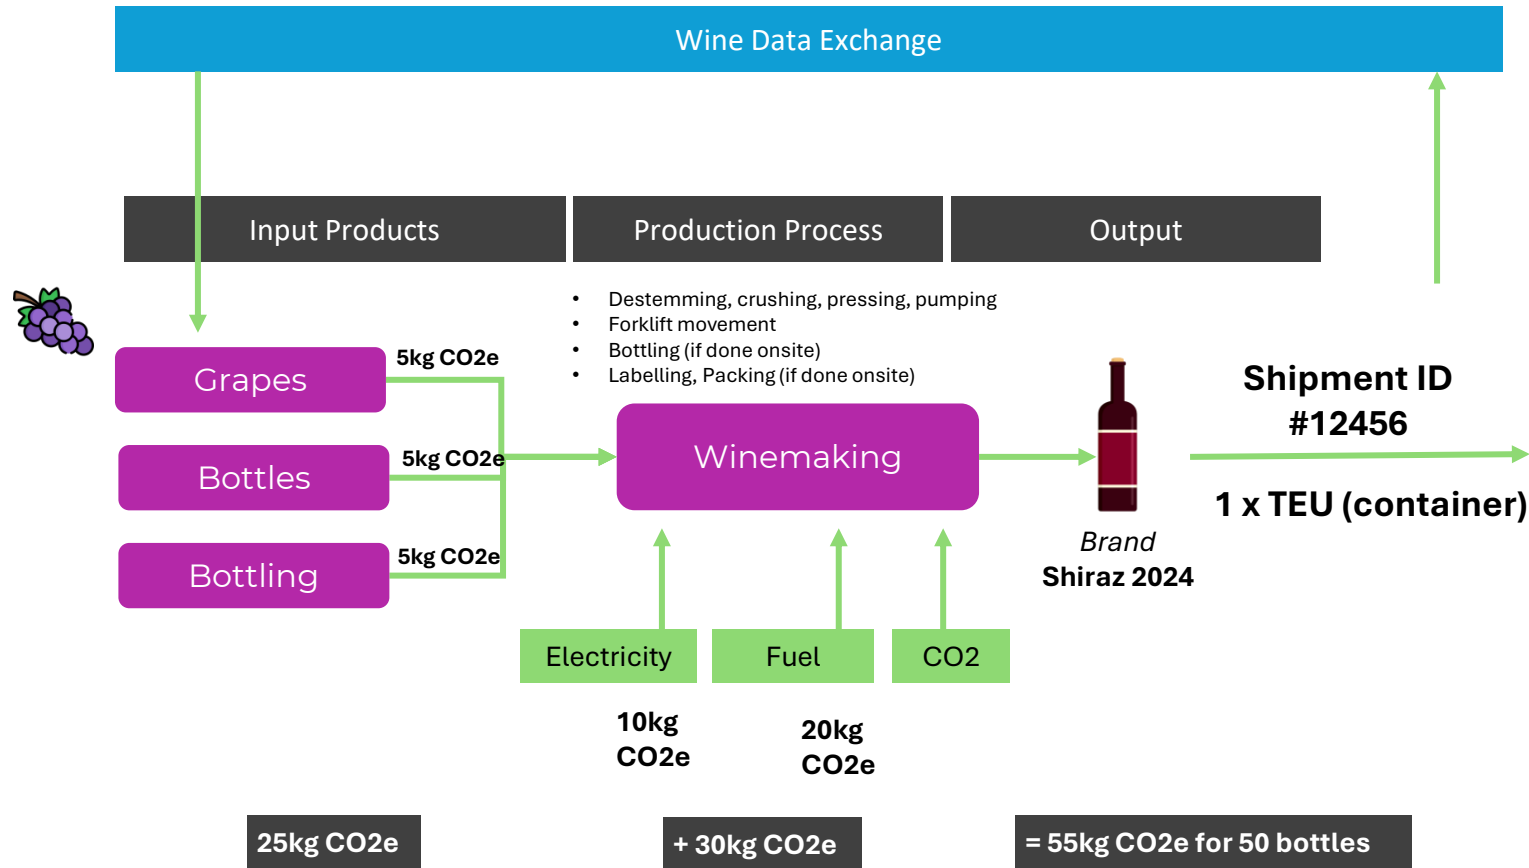 Wine Data Exchange
Input Products
Production Process
Output
• Destemming, crushing, pressing, pumping
• Forklift movement
• Bottling (if done onsite)
• Labelling, Packing (if done onsite)
Grapes
5kg CO2e
Bottles
5kg CO2e
Bottling
5kg CO2e
Winemaking
Brand
Shiraz 2024
Shipment ID
#12456
1 x TEU (container)
Electricity
Fuel
CO2
10kg
CO2e
20kg
CO2e
25kg CO2e
+ 30kg CO2e
= 55kg CO2e for 50 bottles